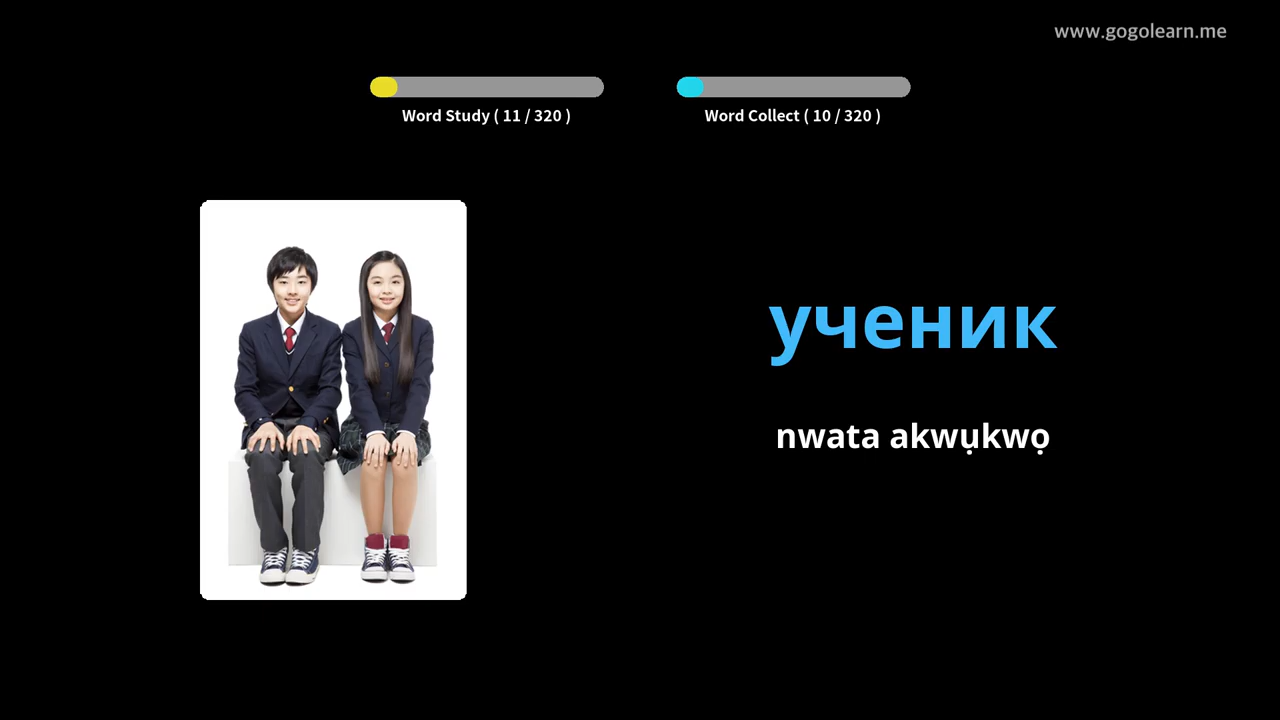 www.gogolearn.me
Word Study ( 11 / 320 )
Word Collect ( 10 / 320 )
ученик
nwata akwụkwọ